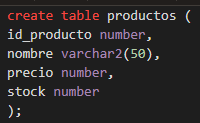 create table productos (
id_producto number,
nombre varchar2(50),
precio number,
stock number
);